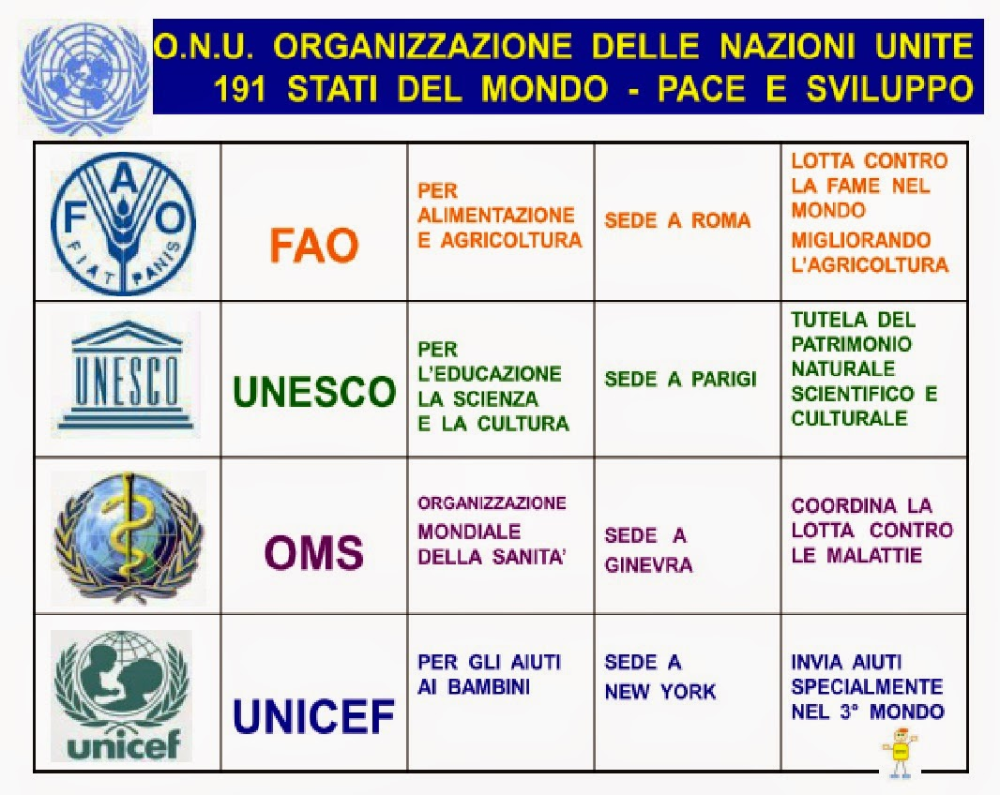 O.N.U. ORGANIZZAZIONE DELLE NAZIONI UNITE
191 STATI DEL MONDO - PACE E SVILUPPO
F A O
FIAT PANIS
FAO
PER
ALIMENTAZIONE
E AGRICOLTURA
SEDE A ROMA
LOTTA CONTRO
LA FAME NEL
MONDO
MIGLIORANDO
L'AGRICOLTURA
UNESCO
UNESCO
PER
L'EDUCAZIONE
LA SCIENZA
E LA CULTURA
SEDE A PARIGI
TUTELA DEL
PATRIMONIO
NATURALE
SCIENTIFICO E
CULTURALE
OMS
ORGANIZZAZIONE
MONDIALE
DELLA SANITA'
SEDE A
GINEVRA
COORDINA LA
LOTTA CONTRO
LE MALATTIE
unicef
UNICEF
PER GLI AIUTI
AI BAMBINI
SEDE A
NEW YORK
INVIA AIUTI
SPECIALMENTE
NEL 3° MONDO